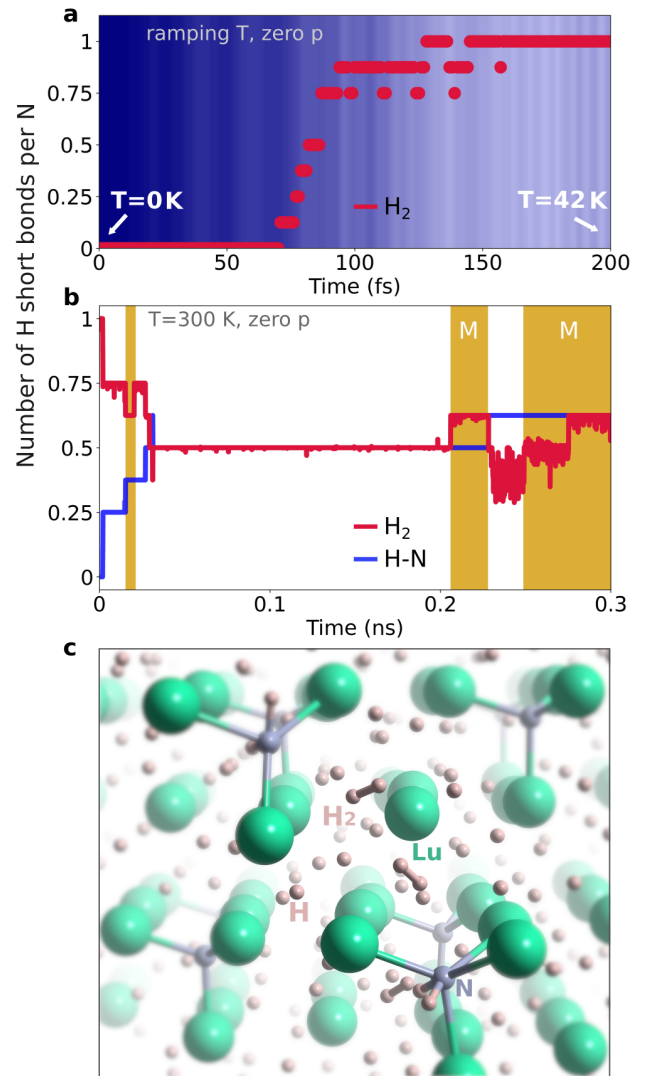 a
ramping T, zero p
1
0.75
0.5
0.25
0
T=0 K
T=42 K
H₂
0
50
100
150
200
Time (fs)
Number of H short bonds per N
b
T=300 K, zero p
M
M
1
0.75
0.5
0.25
0
H₂
H-N
0
0.1
0.2
0.3
Time (ns)
c
H₂
Lu
H
N